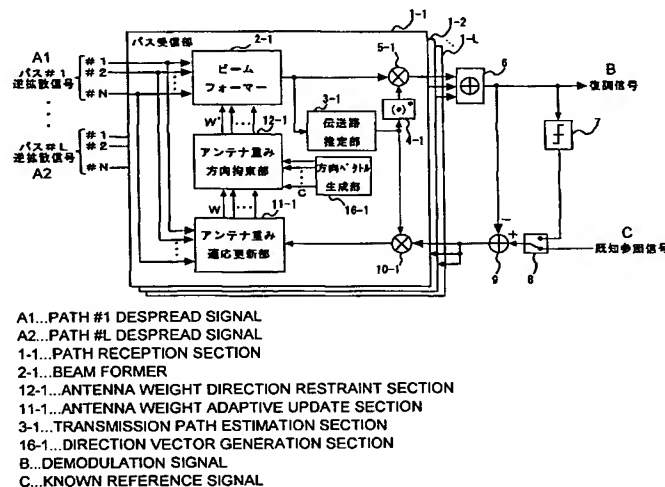 1-1
1-2
1-L
パス受信部
2-1
A1
パス#1
逆拡散信号
#1
#2
#N
ビーム
フォーマー
5-1
6
B
復調信号
3-1
伝送路
推定部
(•)*
4-1
7
W'
12-1
パス#L
逆拡散信号
A2
#1
#2
#N
アンテナ重み
方向拘束部
方向ベクトル
生成部
C
16-1
W
11-1
アンテナ重み
適応更新部
10-1
−
+
9
8
C
既知参照信号
A1...PATH #1 DESPREAD SIGNAL
A2...PATH #L DESPREAD SIGNAL
1-1...PATH RECEPTION SECTION
2-1...BEAM FORMER
12-1...ANTENNA WEIGHT DIRECTION RESTRAINT SECTION
11-1...ANTENNA WEIGHT ADAPTIVE UPDATE SECTION
3-1...TRANSMISSION PATH ESTIMATION SECTION
16-1...DIRECTION VECTOR GENERATION SECTION
B...DEMODULATION SIGNAL
C...KNOWN REFERENCE SIGNAL